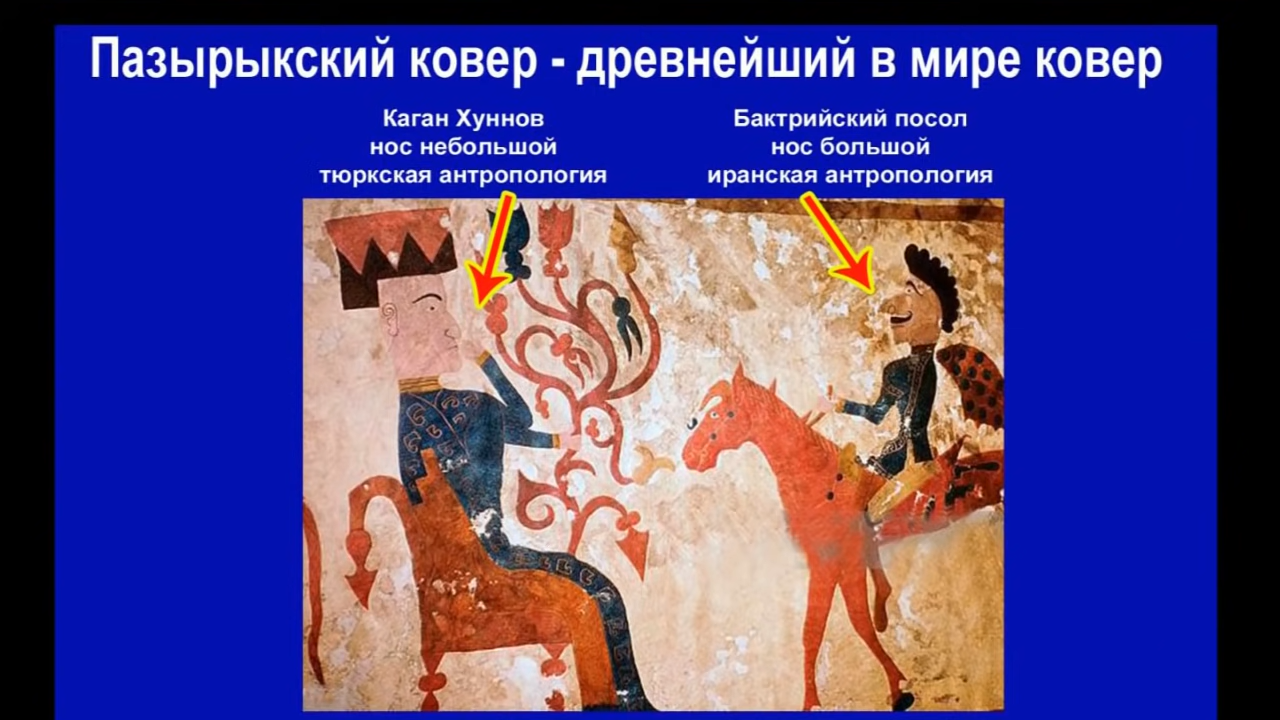 Пазырыкский ковер - древнейший в мире ковер
Каган Хуннов
нос небольшой
тюркская антропология
Бактрийский посол
нос большой
иранская антропология